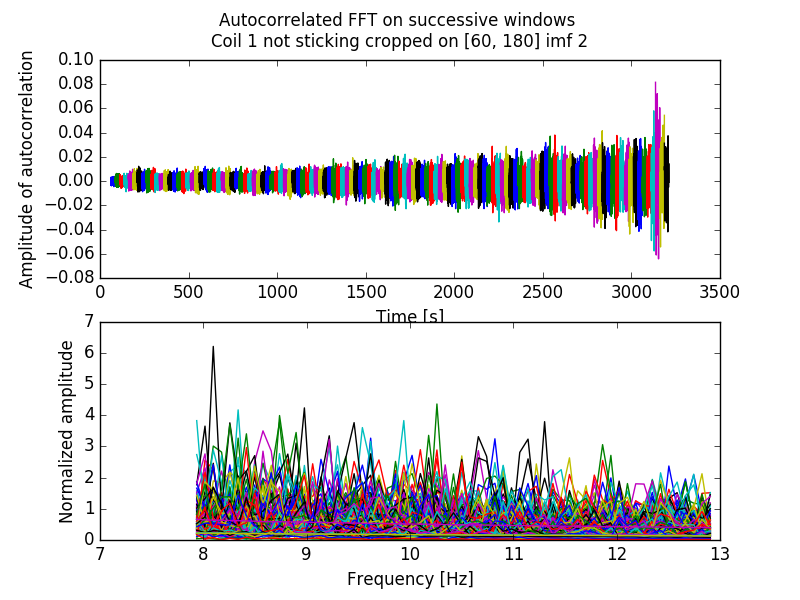 Autocorrelated FFT on successive windows
Coil 1 not sticking cropped on [60, 180] imf 2
Amplitude of autocorrelation
0.10
0.08
0.06
0.04
0.02
0.00
−0.02
−0.04
−0.06
−0.08
0 500 1000 1500 2000 2500 3000 3500
Time [s]
Normalized amplitude
7
6
5
4
3
2
1
0
7 8 9 10 11 12 13
Frequency [Hz]